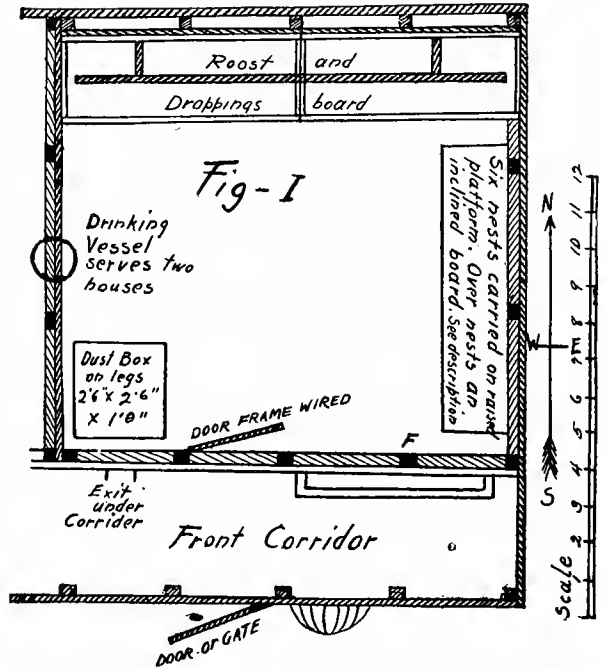 Roost and
Droppings board
Fig-I
Drinking
Vessel
serves two
houses
Six nests carried on raised
platform. Over nests an
inclined board. See description
N
W E
S
Dust Box
on legs
2'6" x 2'6"
x 1'0"
DOOR FRAME WIRED
F
Exit
under
Corrider
Front Corridor
DOOR. or GATE
Scale 1 2 3 4 5 6 7 8 9 10 11 12